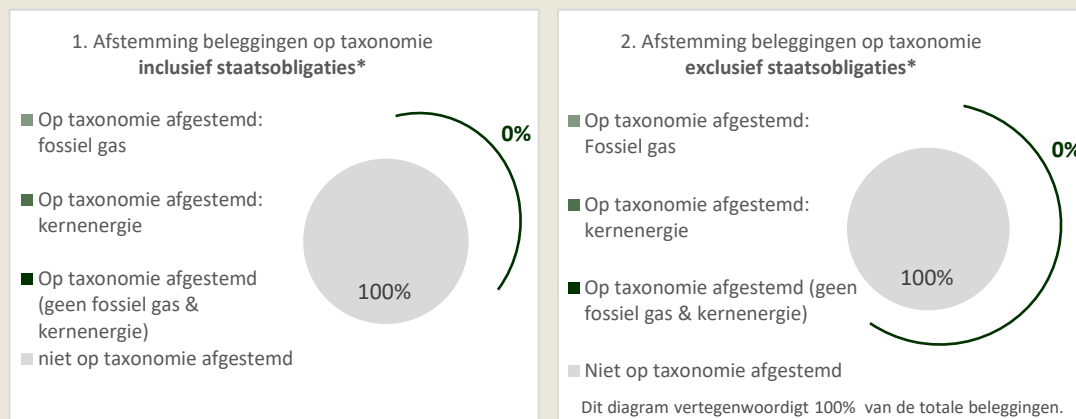 1. Afstemming beleggingen op taxonomie
inclusief staatsobligaties*
Op taxonomie afgestemd:
fossiel gas
Op taxonomie afgestemd:
kernenergie
Op taxonomie afgestemd
(geen fossiel gas &
kernenergie)
niet op taxonomie afgestemd
0%
100%
2. Afstemming beleggingen op taxonomie
exclusief staatsobligaties*
Op taxonomie afgestemd:
Fossiel gas
Op taxonomie afgestemd:
kernenergie
Op taxonomie afgestemd (geen
fossiel gas & kernenergie)
Niet op taxonomie afgestemd
0%
100%
Dit diagram vertegenwoordigt 100% van de totale beleggingen.